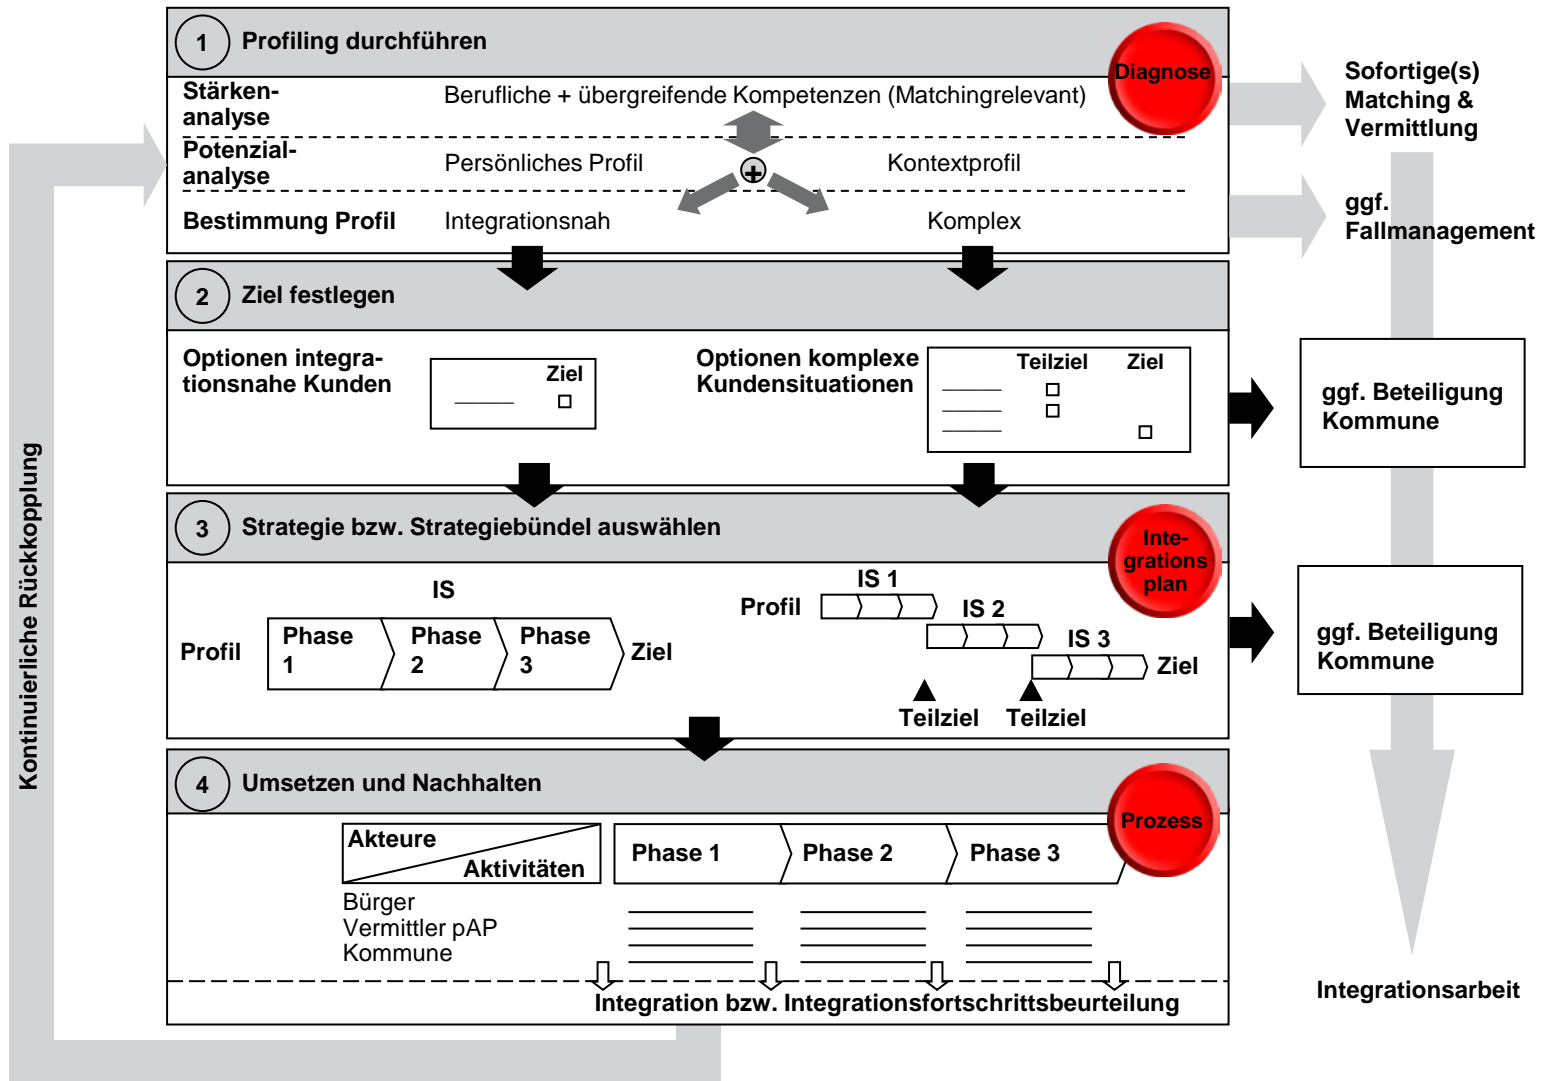 1 Profiling durchführen
Diagnose
Stärken-
analyse
Berufliche + übergreifende Kompetenzen (Matchingrelevant)
Potenzial-
analyse
Persönliches Profil
+
Kontextprofil
Bestimmung Profil
Integrationsnah
Komplex
Sofortige(s)
Matching &
Vermittlung
ggf.
Fallmanagement
2 Ziel festlegen
Optionen integra-
tionsnahe Kunden
Ziel
Optionen komplexe
Kundensituationen
Teilziel Ziel
ggf. Beteiligung
Kommune
3 Strategie bzw. Strategiebündel auswählen
Inte-
grations
plan
IS
Profil
Phase
1
Phase
2
Phase
3
Ziel
Profil
IS 1
IS 2
IS 3
Ziel
Teilziel
Teilziel
ggf. Beteiligung
Kommune
4 Umsetzen und Nachhalten
Prozess
Akteure
Aktivitäten
Phase 1
Phase 2
Phase 3
Bürger
Vermittler pAP
Kommune
Integration bzw. Integrationsfortschrittsbeurteilung
Integrationsarbeit
Kontinuierliche Rückkopplung